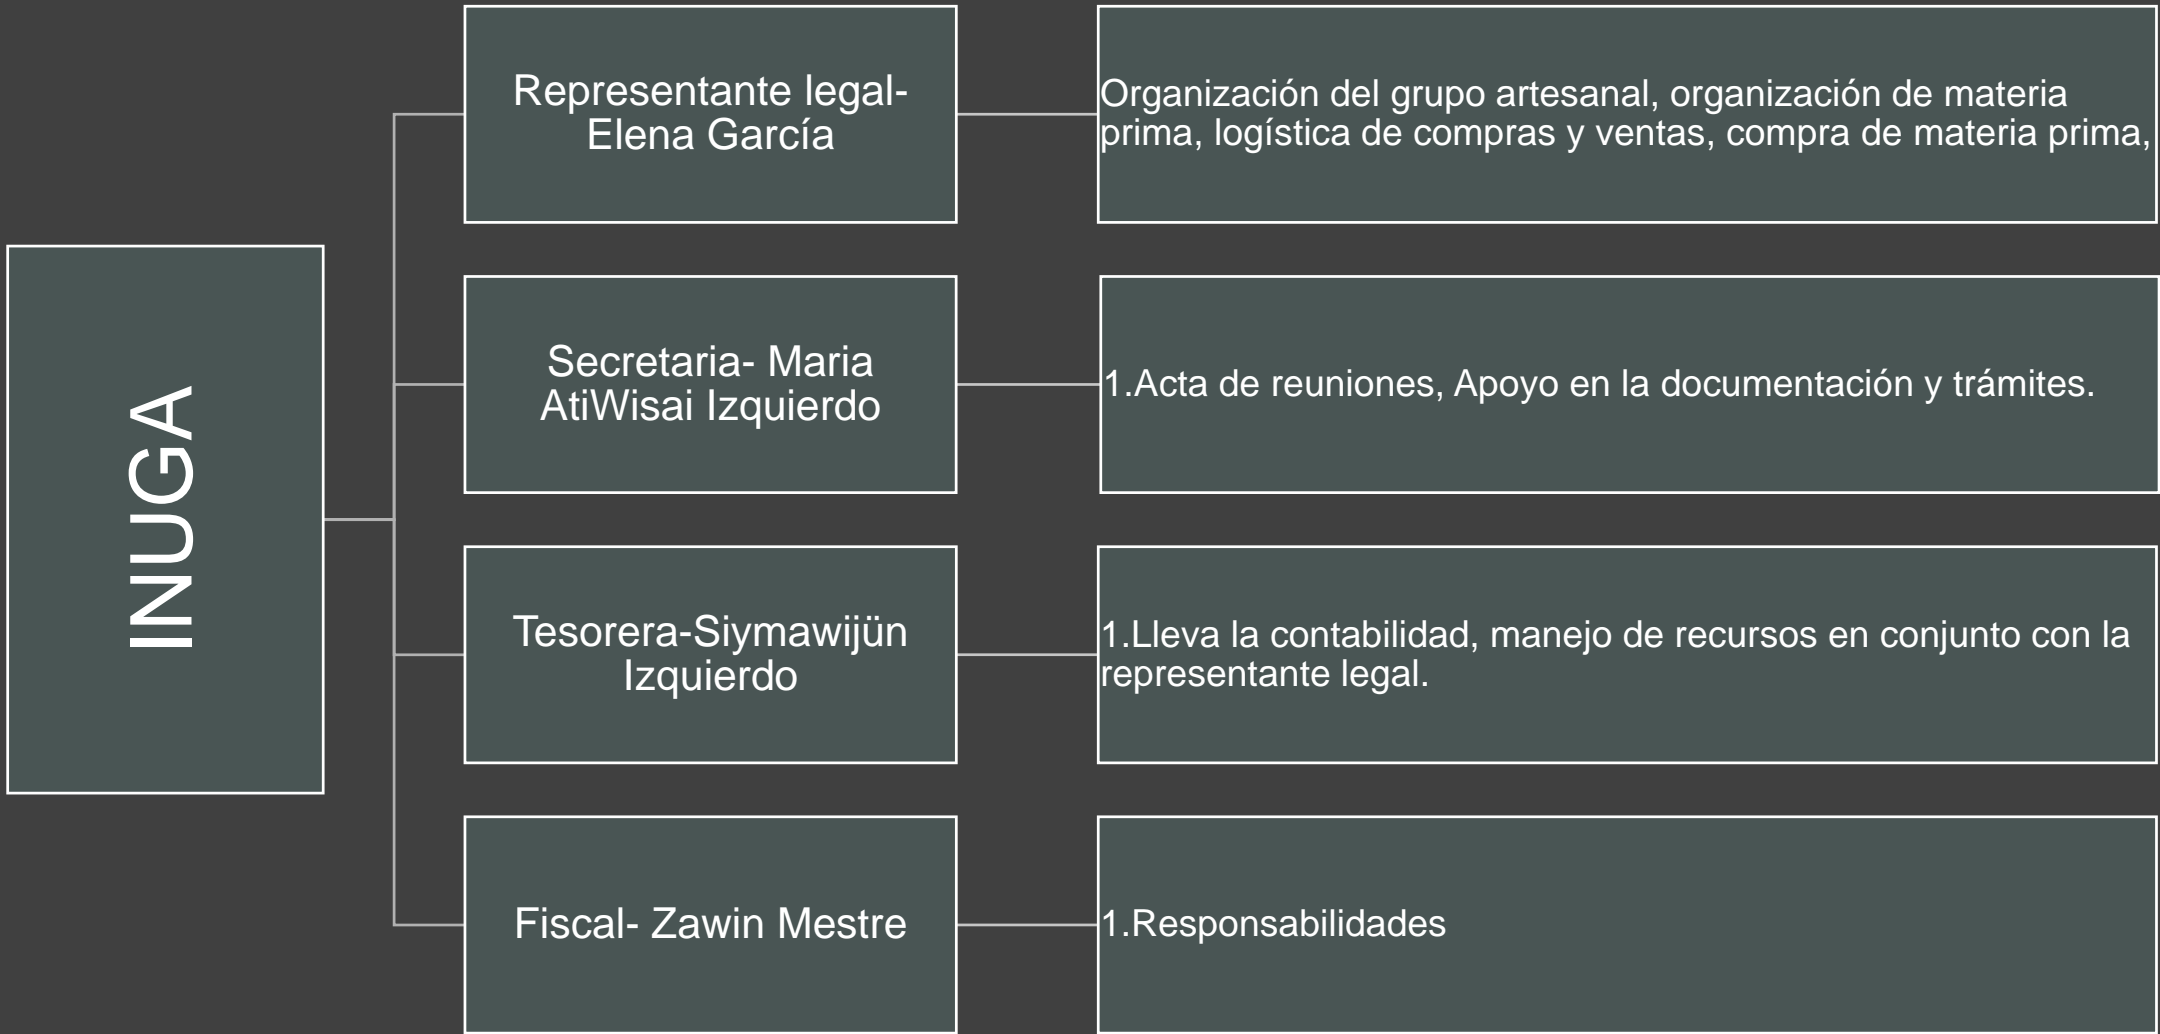 INUGA
Representante legal-
Elena García
Organización del grupo artesanal, organización de materia
prima, logística de compras y ventas, compra de materia prima,
Secretaria- Maria
AtiWisai Izquierdo
1.Acta de reuniones, Apoyo en la documentación y trámites.
Tesorera-Siymawijün
Izquierdo
1.Lleva la contabilidad, manejo de recursos en conjunto con la
representante legal.
Fiscal- Zawin Mestre
1.Responsabilidades